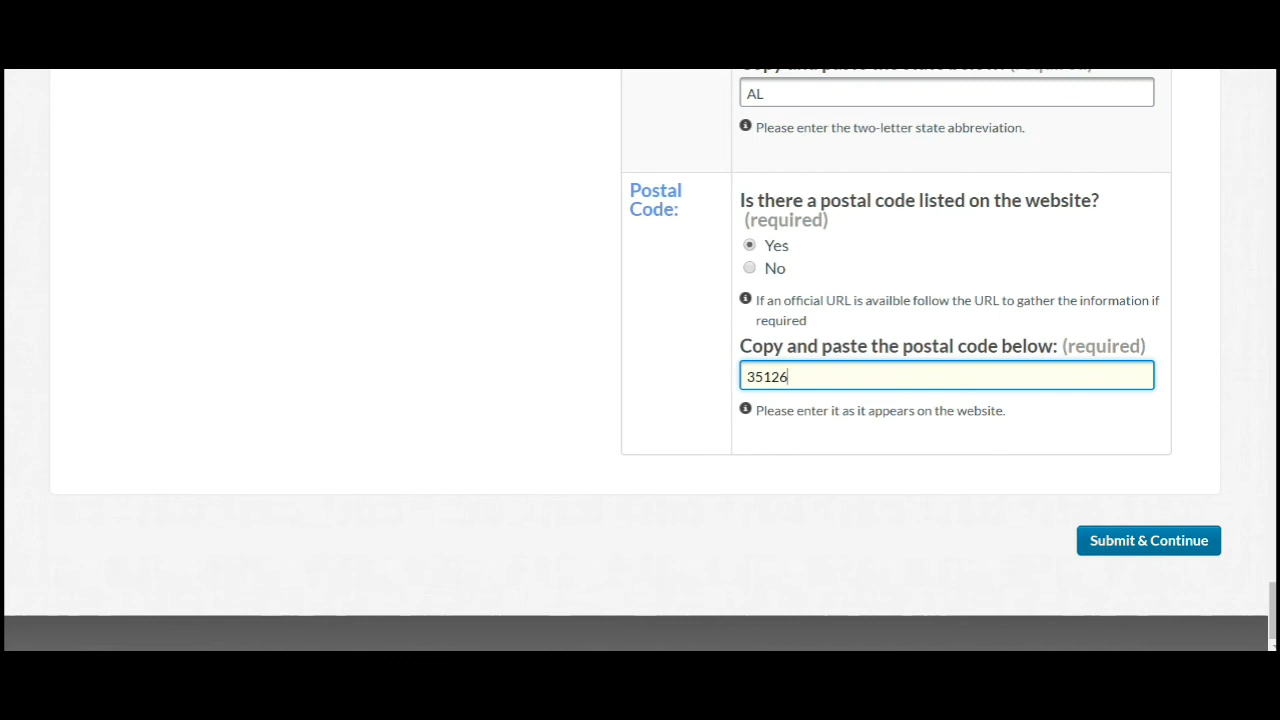 AL
Please enter the two-letter state abbreviation.
Postal
Code:
Is there a postal code listed on the website?
(required)
Yes
No
If an official URL is availble follow the URL to gather the information if
required
Copy and paste the postal code below: (required)
35126
Please enter it as it appears on the website.
Submit & Continue